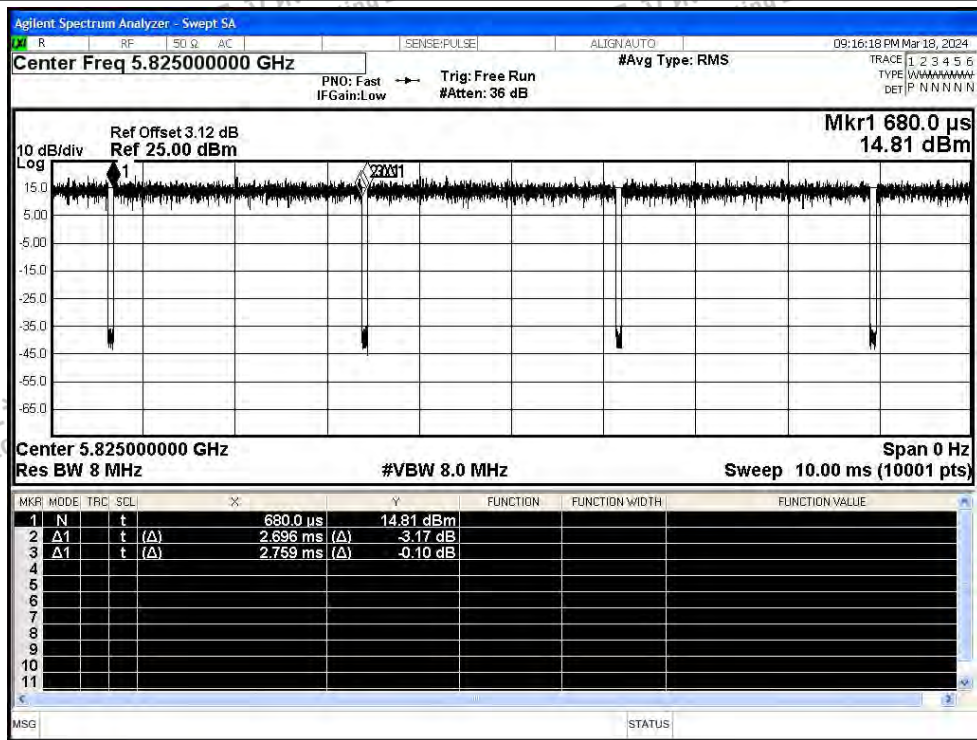 Agilent Spectrum Analyzer - Swept SA
R RF 50 Ω AC SENSE:PULSE ALIGN AUTO 09:16:18 PM Mar 18, 2024
Center Freq 5.825000000 GHz #Avg Type: RMS TRACE 1 2 3 4 5 6
PNO: Fast Trig: Free Run TYPE
IFGain:Low #Atten: 36 dB DET P N N N N N
Mkr1 680.0 µs
14.81 dBm
Ref Offset 3.12 dB
10 dB/div Ref 25.00 dBm
Log
1
15.0
5.00
-5.00
-15.0
-25.0
-35.0
-45.0
-55.0
-65.0
Center 5.825000000 GHz Span 0 Hz
Res BW 8 MHz #VBW 8.0 MHz Sweep 10.00 ms (10001 pts)
MKR MODE TRC SCL X Y FUNCTION FUNCTION WIDTH FUNCTION VALUE
1 N t 680.0 µs 14.81 dBm
2 Δ1 t (Δ) 2.696 ms (Δ) -3.17 dB
3 Δ1 t (Δ) 2.759 ms (Δ) -0.10 dB
4
5
6
7
8
9
10
11
MSG STATUS